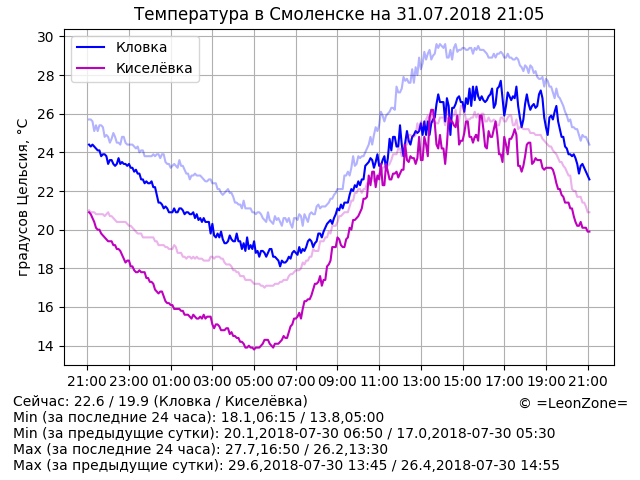 Температура в Смоленске на 31.07.2018 21:05
Кловка
Киселёвка
градусов Цельсия, °C
30
28
26
24
22
20
18
16
14
21:00 23:00 01:00 03:00 05:00 07:00 09:00 11:00 13:00 15:00 17:00 19:00 21:00
Сейчас: 22.6 / 19.9 (Кловка / Киселёвка)
© =LeonZone=
Min (за последние 24 часа): 18.1,06:15 / 13.8,05:00
Min (за предыдущие сутки): 20.1,2018-07-30 06:50 / 17.0,2018-07-30 05:30
Max (за последние 24 часа): 27.7,16:50 / 26.2,13:30
Max (за предыдущие сутки): 29.6,2018-07-30 13:45 / 26.4,2018-07-30 14:55